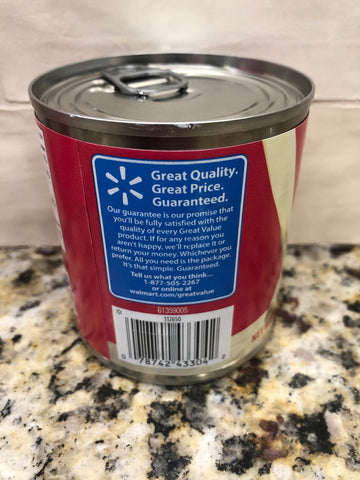 Great Quality.
Great Price.
Guaranteed.
Our guarantee is our promise that
you'll be fully satisfied with the
quality of every Great Value
product. If for any reason you
aren't happy, we'll replace it or
return your money. Whichever you
prefer. All you need is the package.
It's that simple. Guaranteed.
Tell us what you think...
1-877-505-2267
or online at
walmart.com/greatvalue
61359005
552650
0 78742 43304 2